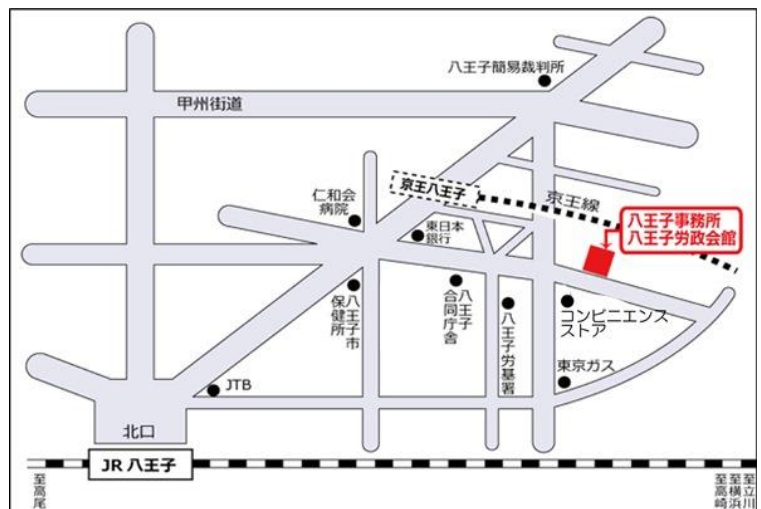 八王子簡易裁判所
甲州街道
仁和会
病院
京王八王子
京王線
東日本
銀行
八王子事務所
八王子労政会館
八王子市
保健所
八王子
合同庁舎
八王子労基署
コンビニエンス
ストア
東京ガス
JTB
北口
JR 八王子
至高尾
至高崎
至横浜
至立川